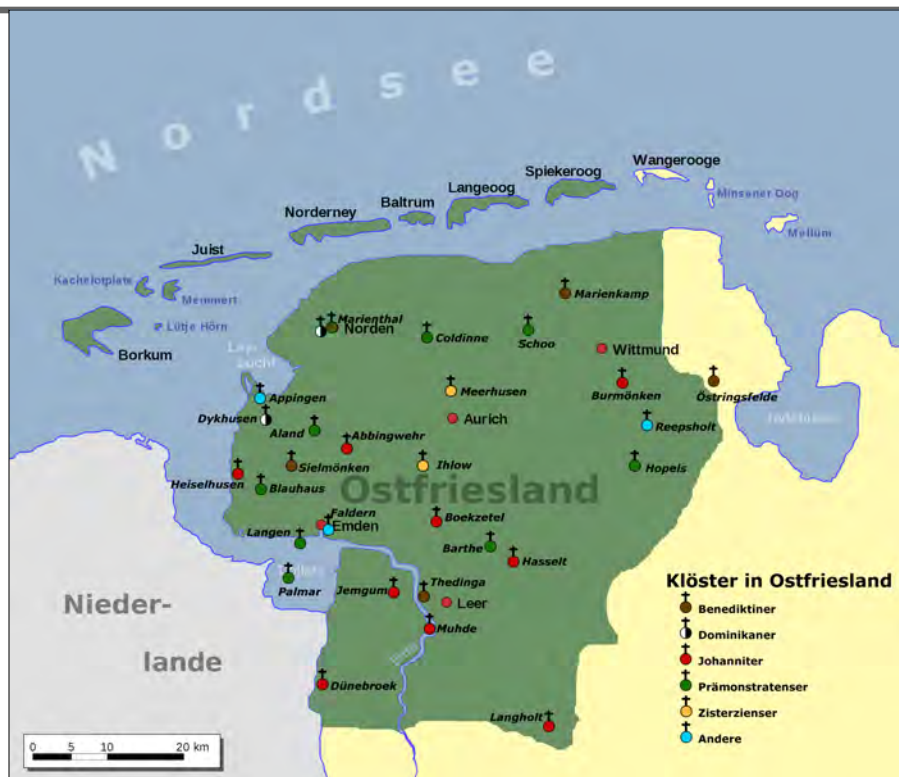 Nordsee
Wangerooge
Spiekeroog
Minsener Oog
Langeoog
Baltrum
Mellum
Norderney
Juist
Kachelotplate
Memmert
Lütje Hörn
Borkum
Marienkamp
Marienthal
Norden
Coldinne
Schoo
Wittmund
Meerhusen
Burmönken
Östringsfelde
Appingen
Dykhusen
Aland
Aurich
Reepsholt
Abbingwehr
Sielmönken
Ihlow
Hopels
Heiselhusen
Blauhaus
Ostfriesland
Faldern
Emden
Boekzetel
Langen
Barthe
Hasselt
Palmar
Jemgum
Thedinga
Leer
Muhde
Nieder-
lande
Dünebroek
Langholt
Klöster in Ostfriesland
Benediktiner
Dominikaner
Johanniter
Prämonstratenser
Zisterzienser
Andere
0 5 10 20 km